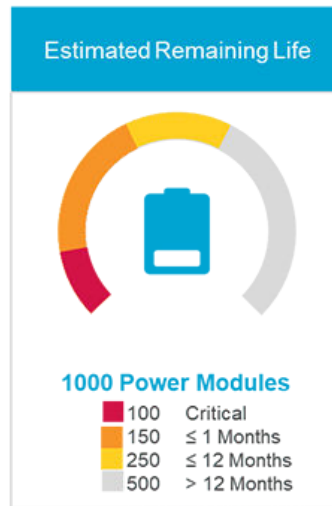 Estimated Remaining Life
1000 Power Modules
100 Critical
150 ≤ 1 Months
250 ≤ 12 Months
500 > 12 Months